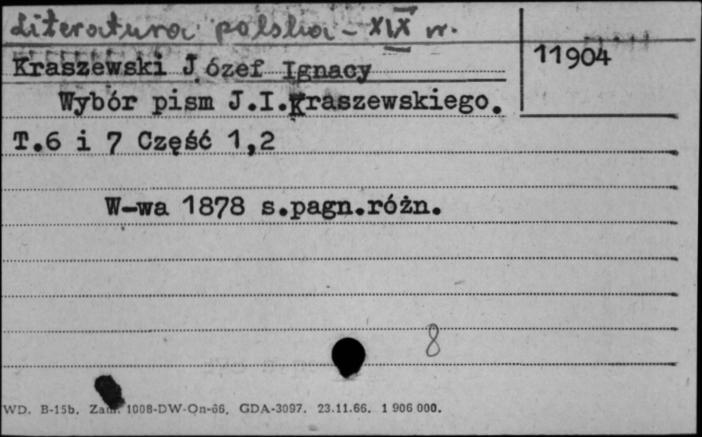 Literatura polska - XIX w.
11904
Kraszewski Józef Ignacy
Wybór pism J.I.Kraszewskiego.
T.6 i 7 Część 1,2
W-wa 1878 s.pagn.różn.
8
WD. B-15b. Zam. 1008-DW-On-66. GDA-3097. 23.11.66. 1 906 000.